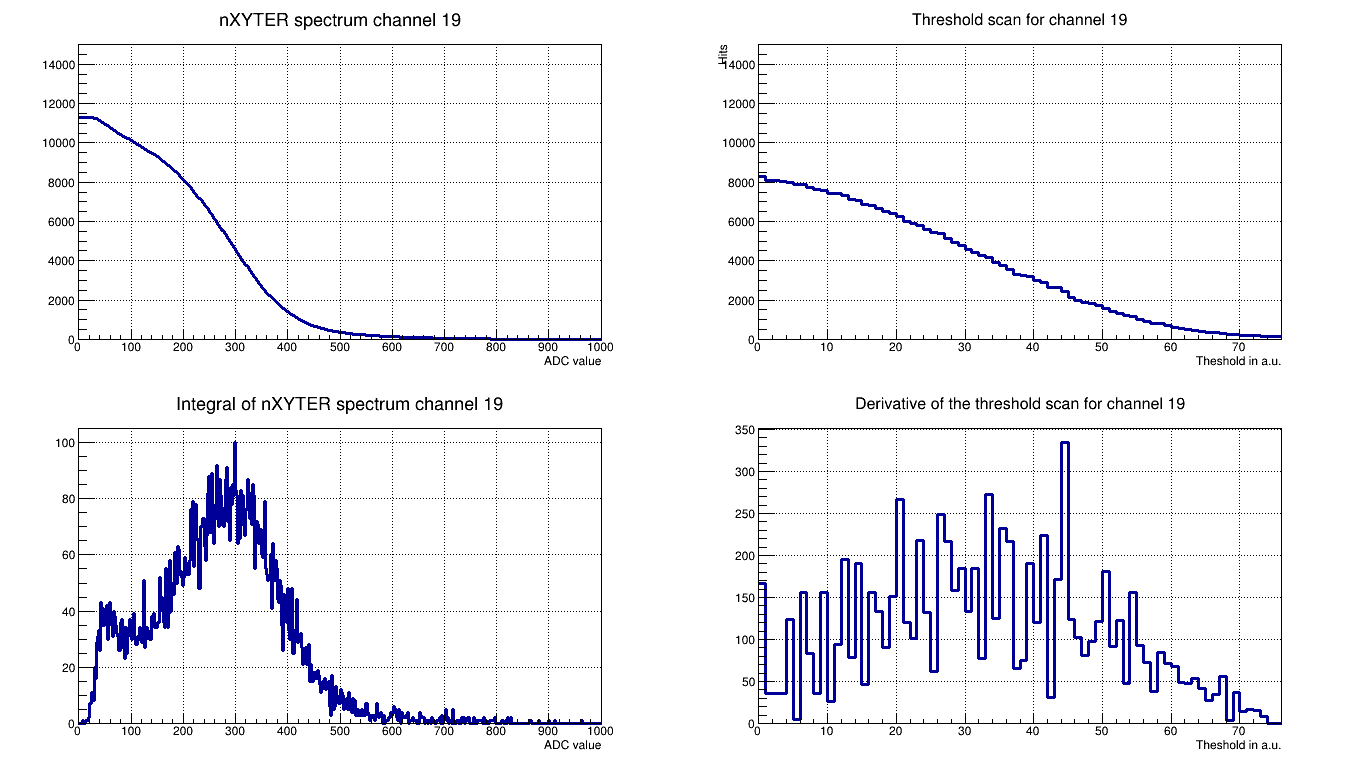 nXYTER spectrum channel 19
14000
12000
10000
8000
6000
4000
2000
0
0 100 200 300 400 500 600 700 800 900 1000
ADC value
Threshold scan for channel 19
Hits
14000
12000
10000
8000
6000
4000
2000
0
0 10 20 30 40 50 60 70
Theshold in a.u.
Integral of nXYTER spectrum channel 19
100
80
60
40
20
0
0 100 200 300 400 500 600 700 800 900 1000
ADC value
Derivative of the threshold scan for channel 19
350
300
250
200
150
100
50
0
0 10 20 30 40 50 60 70
Theshold in a.u.